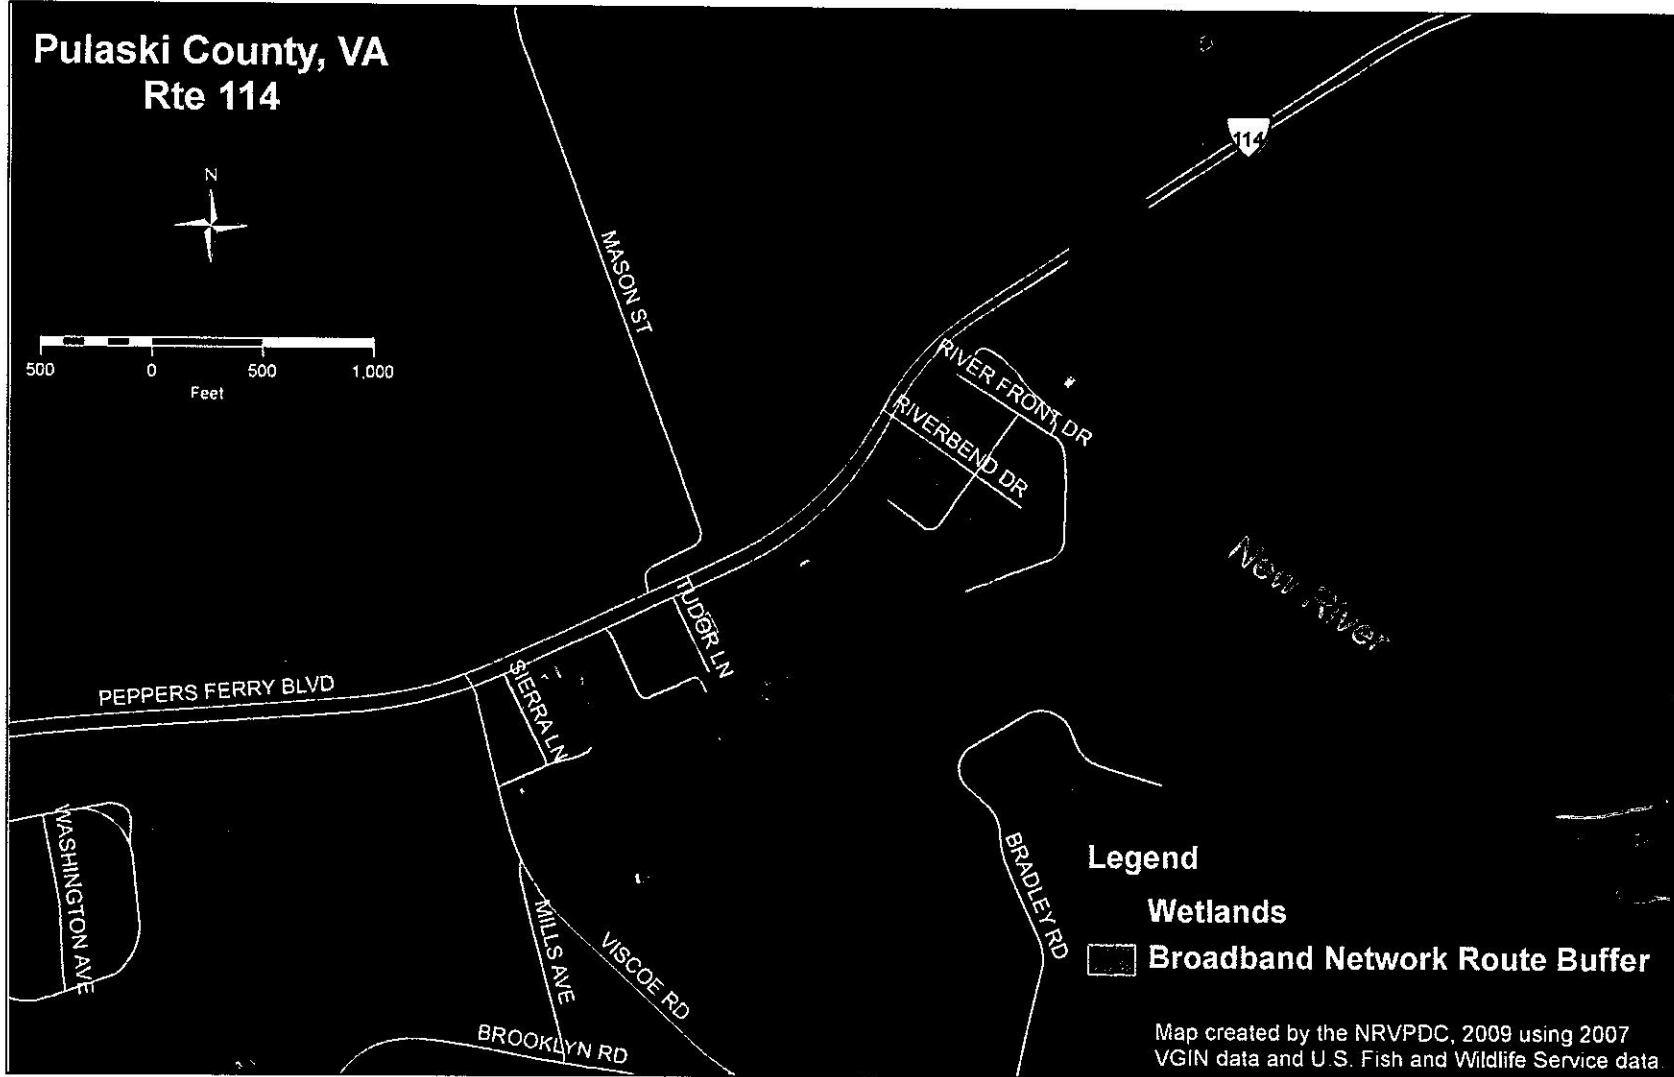 Pulaski County, VA
Rte 114
N
500 0 500 1,000
Feet
114
MASON ST
RIVER FRONT DR
RIVERBEND DR
New River
TUDOR LN
SIERRA LN
PEPPERS FERRY BLVD
WASHINGTON AVE
MILLS AVE
VISCOE RD
BROOKLYN RD
BRADLEY RD
Legend
Wetlands
Broadband Network Route Buffer
Map created by the NRVPDC, 2009 using 2007
VGIN data and U.S. Fish and Wildlife Service data.